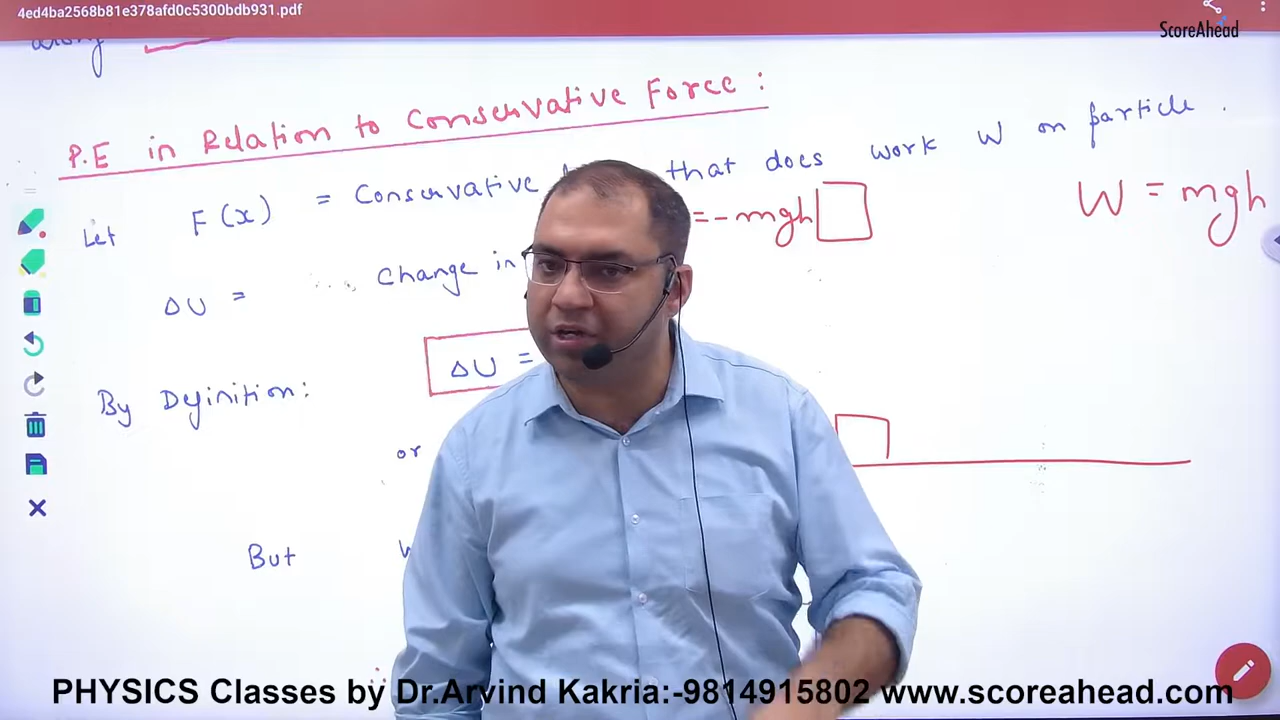 4ed4ba2568b81e378afd0c5300bdb931.pdf
ScoreAhead
along
P.E in Relation to Conservative Force :
Let F(x) = Conservative that does work W on particle .
= - mgh
W = mgh
ΔU = Change in
By Definition: ΔU =
or
But W
PHYSICS Classes by Dr.Arvind Kakria:-9814915802 www.scoreahead.com